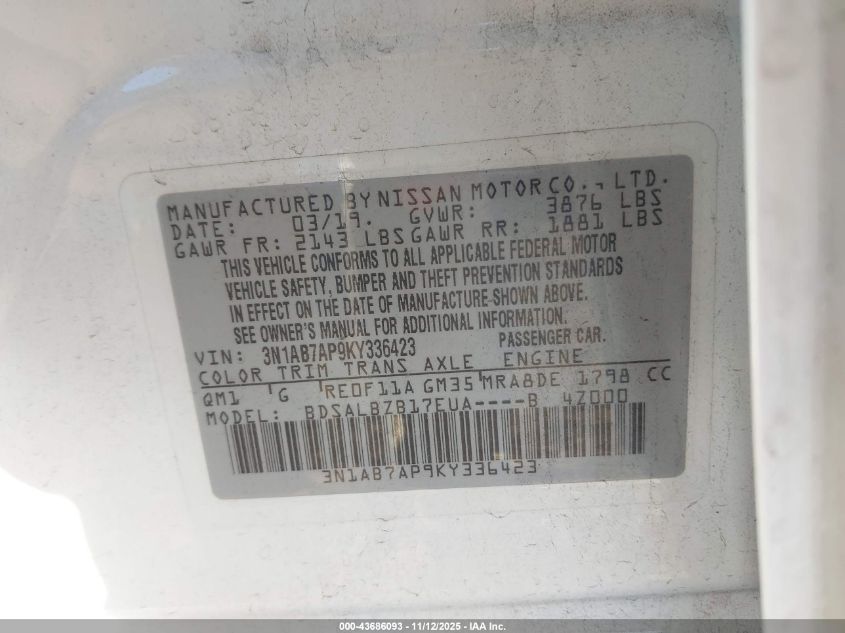 MANUFACTURED BY NISSAN MOTOR CO., LTD.
DATE: 03/19. GVWR: 3876 LBS
GAWR FR: 2143 LBS GAWR RR: 1881 LBS
THIS VEHICLE CONFORMS TO ALL APPLICABLE FEDERAL MOTOR
VEHICLE SAFETY, BUMPER AND THEFT PREVENTION STANDARDS
IN EFFECT ON THE DATE OF MANUFACTURE SHOWN ABOVE.
SEE OWNER'S MANUAL FOR ADDITIONAL INFORMATION.
VIN: 3N1AB7AP9KY336423 PASSENGER CAR.
COLOR TRIM TRANS AXLE ENGINE
QM1 G RE0F11A GM35 MRA8DE 1798 CC
MODEL: BDSALBZB17EUA----B 4Z000
3N1AB7AP9KY336423
000-43686093 - 11/12/2025 - IAA Inc.